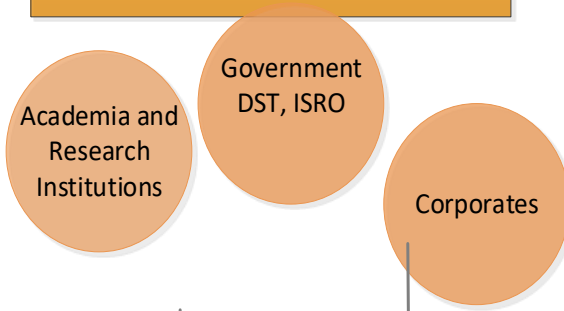 Government
DST, ISRO
Academia and
Research
Institutions
Corporates